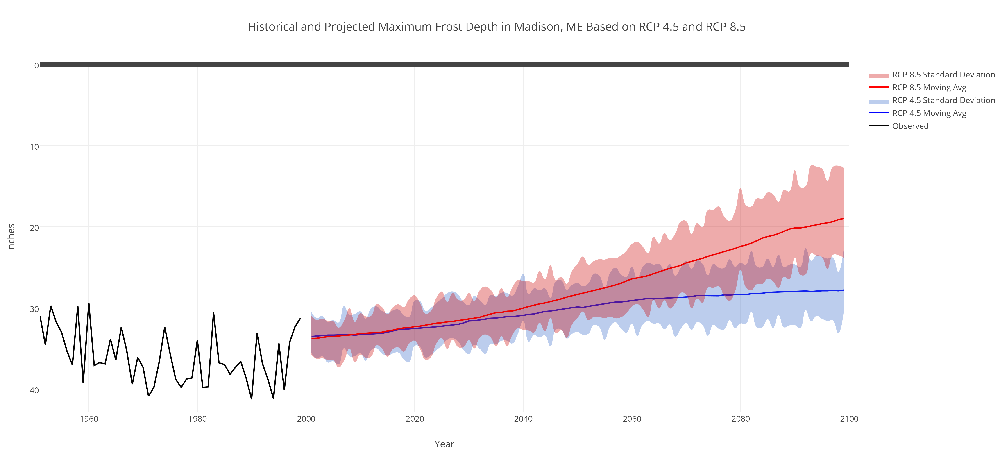 Historical and Projected Maximum Frost Depth in Madison, ME Based on RCP 4.5 and RCP 8.5
0
10
20
30
40
Inches
1960
1980
2000
2020
2040
2060
2080
2100
Year
RCP 8.5 Standard Deviation
RCP 8.5 Moving Avg
RCP 4.5 Standard Deviation
RCP 4.5 Moving Avg
Observed